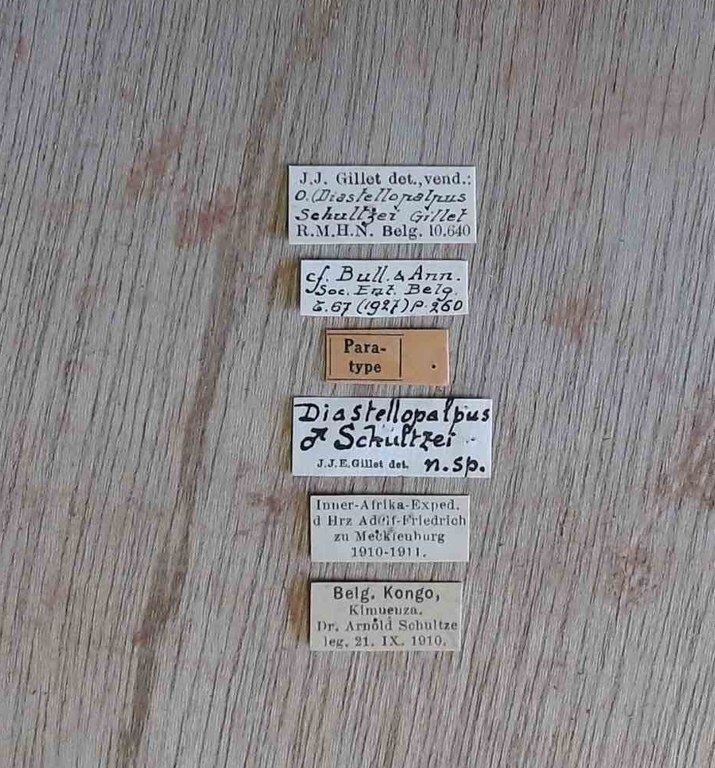 J.J. Gillet det., vend.:
O. (Diastellopalpus
Schultzei Gillet
R.M.H.N. Belg. 10.640
cf. Bull. & Ann.
Soc. Ent. Belg.
t. 67 (1927) p. 260
Para-
type
Diastellopalpus
♂ Schultzei
J.J.E. Gillet det. n. sp.
Inner-Afrika-Exped.
d Hrz Adolf-Friedrich
zu Mecklenburg
1910-1911.
Belg. Kongo,
Kimuenza.
Dr. Arnold Schultze
leg. 21. IX. 1910.